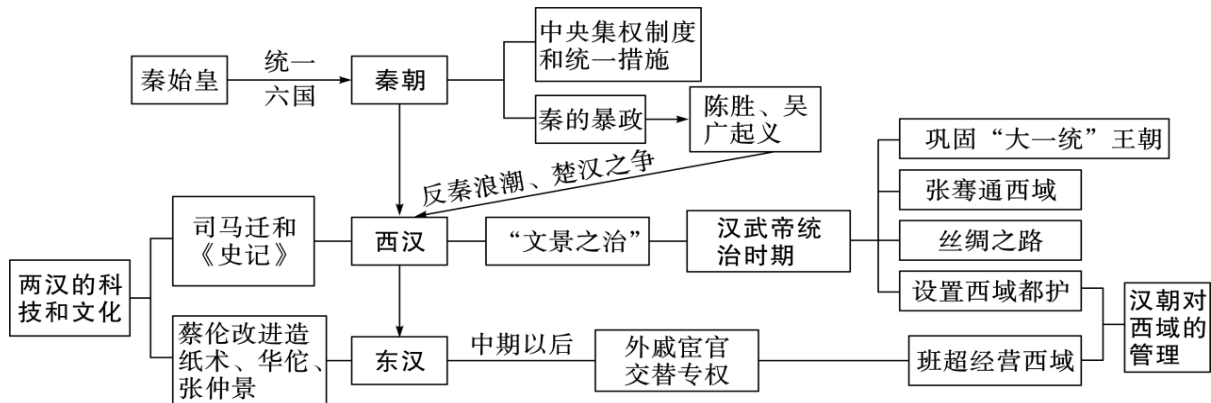 秦始皇
统一
六国
秦朝
中央集权制度
和统一措施
秦的暴政
陈胜、吴
广起义
反秦浪潮、楚汉之争
两汉的科
技和文化
司马迁和
《史记》
西汉
“文景之治”
汉武帝统
治时期
巩固“大一统”王朝
张骞通西域
丝绸之路
设置西域都护
汉朝对
西域的
管理
蔡伦改进造
纸术、华佗、
张仲景
东汉
中期以后
外戚宦官
交替专权
班超经营西域